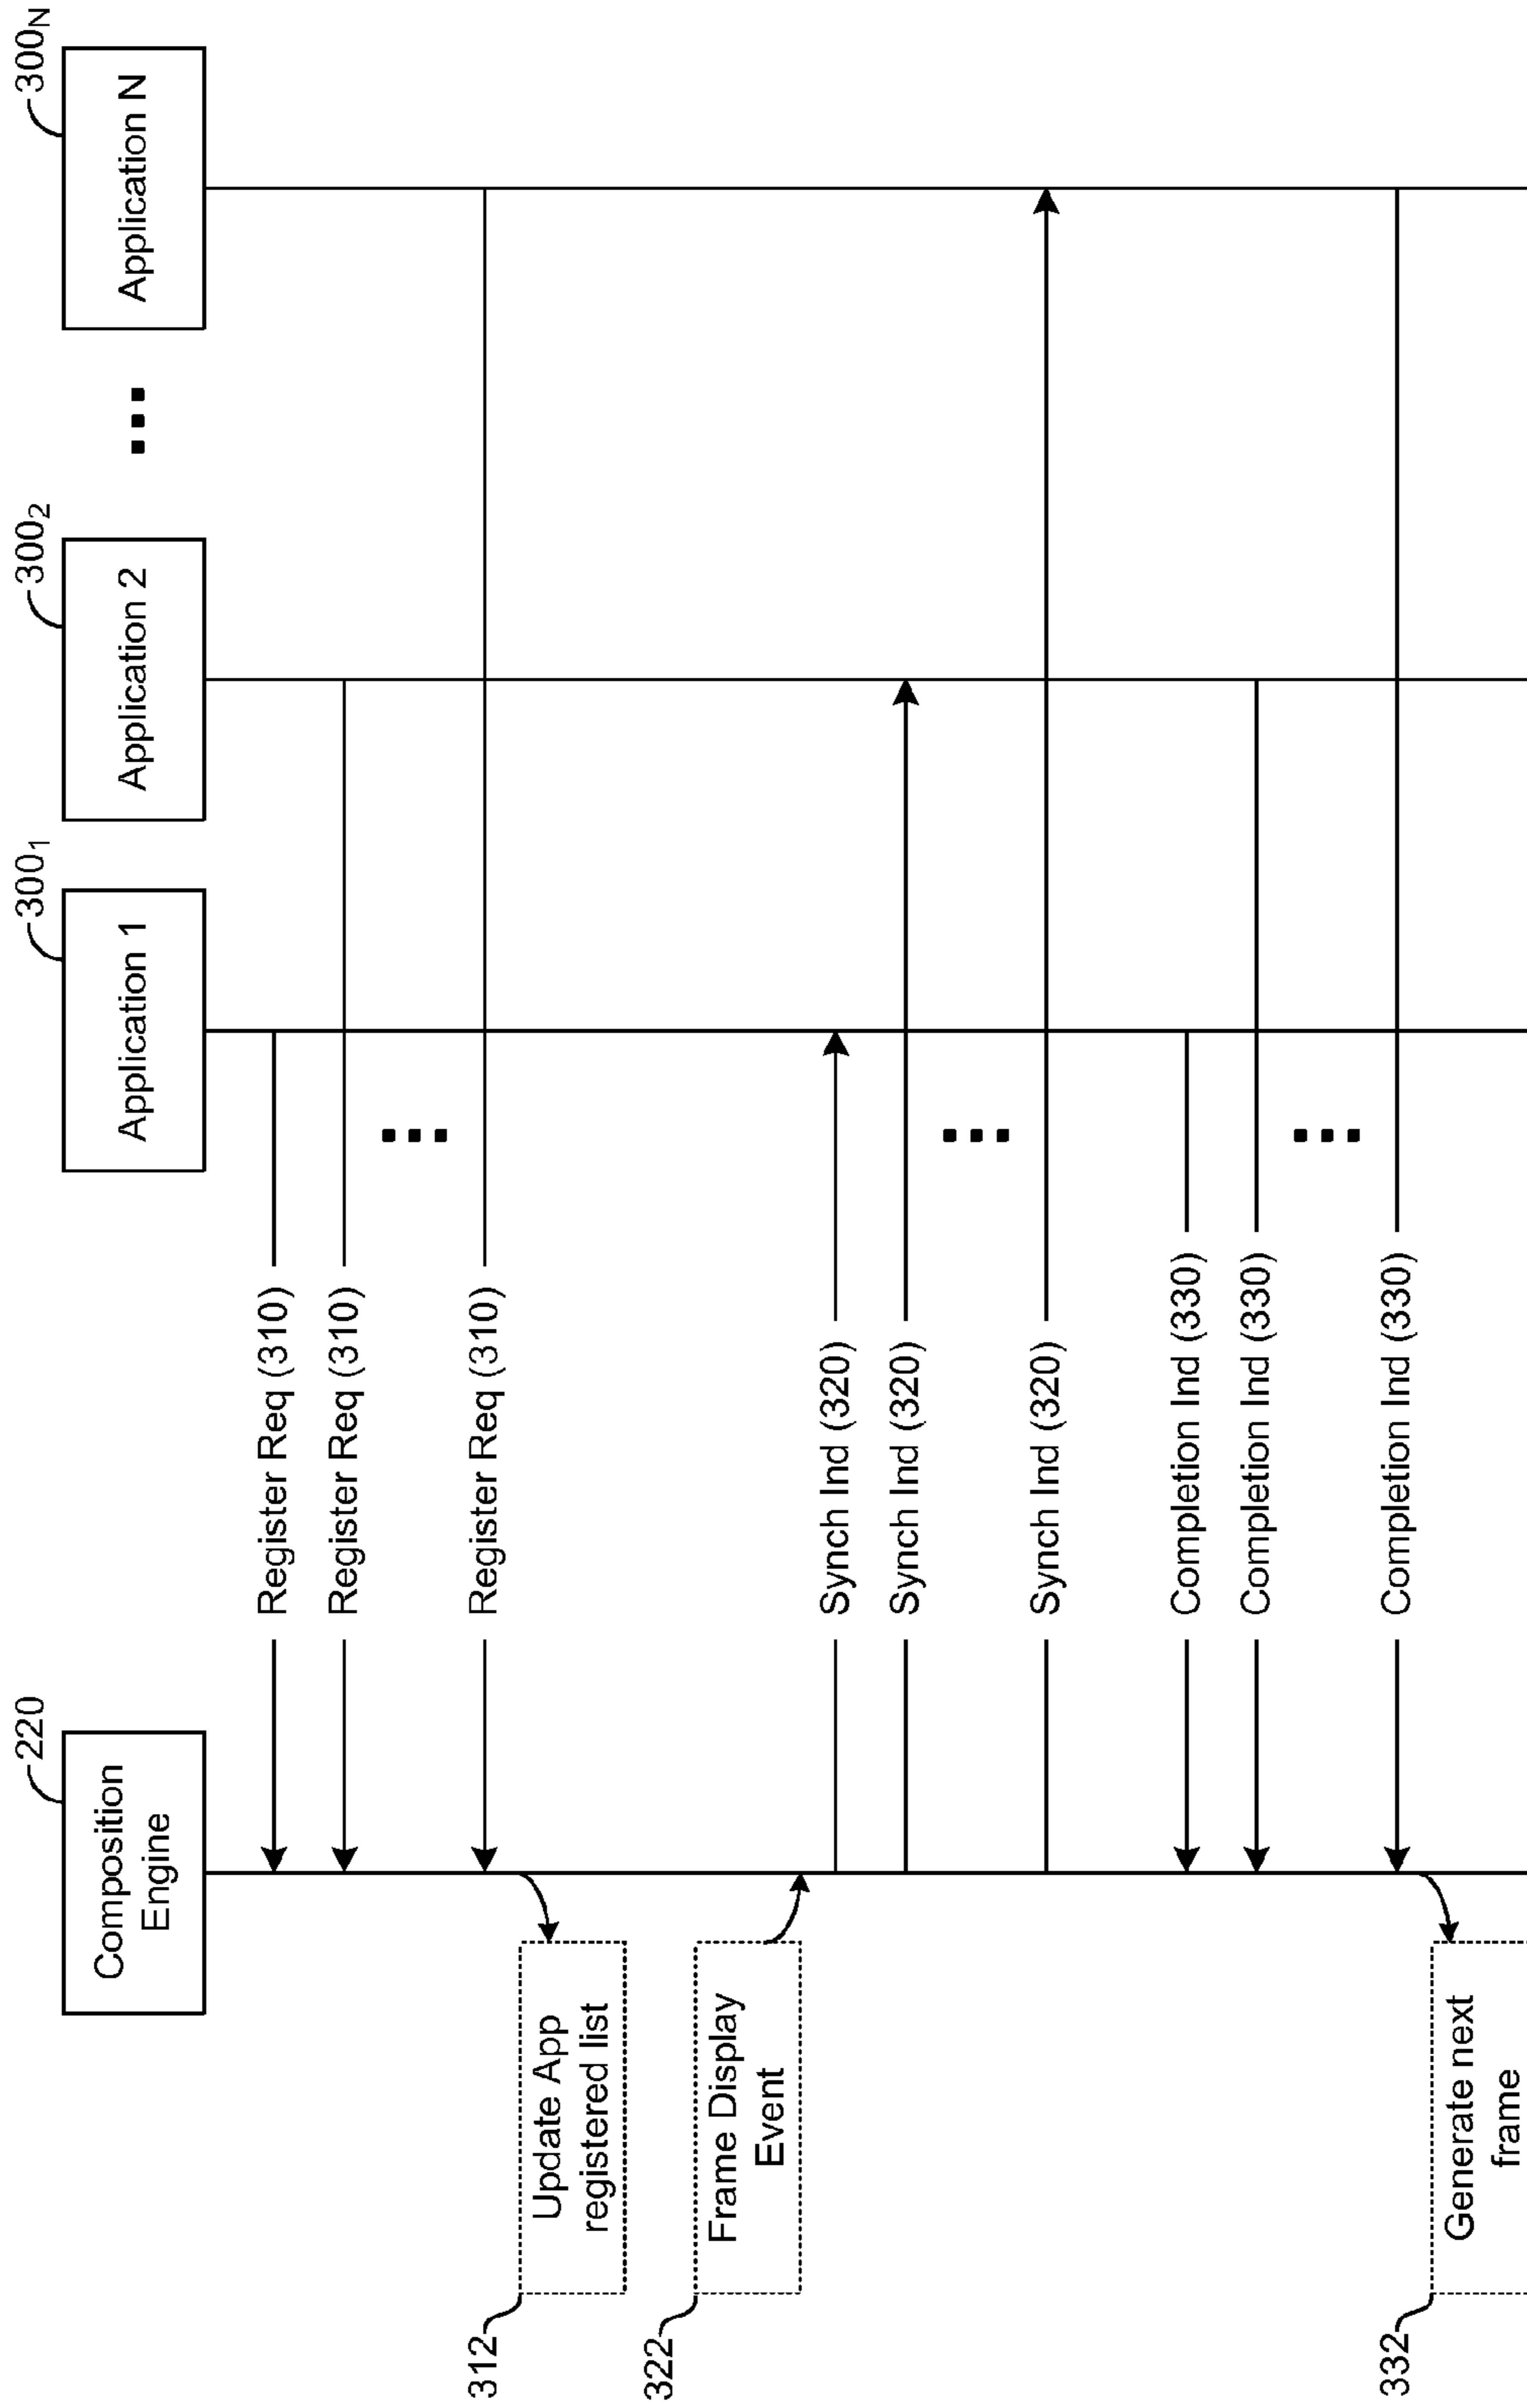 220
300₁
300₂
300N
Composition
Engine
Application 1
Application 2
...
Application N
Register Req (310)
Register Req (310)
...
Register Req (310)
312
Update App
registered list
322
Frame Display
Event
Synch Ind (320)
Synch Ind (320)
...
Synch Ind (320)
Completion Ind (330)
Completion Ind (330)
...
Completion Ind (330)
332
Generate next
frame